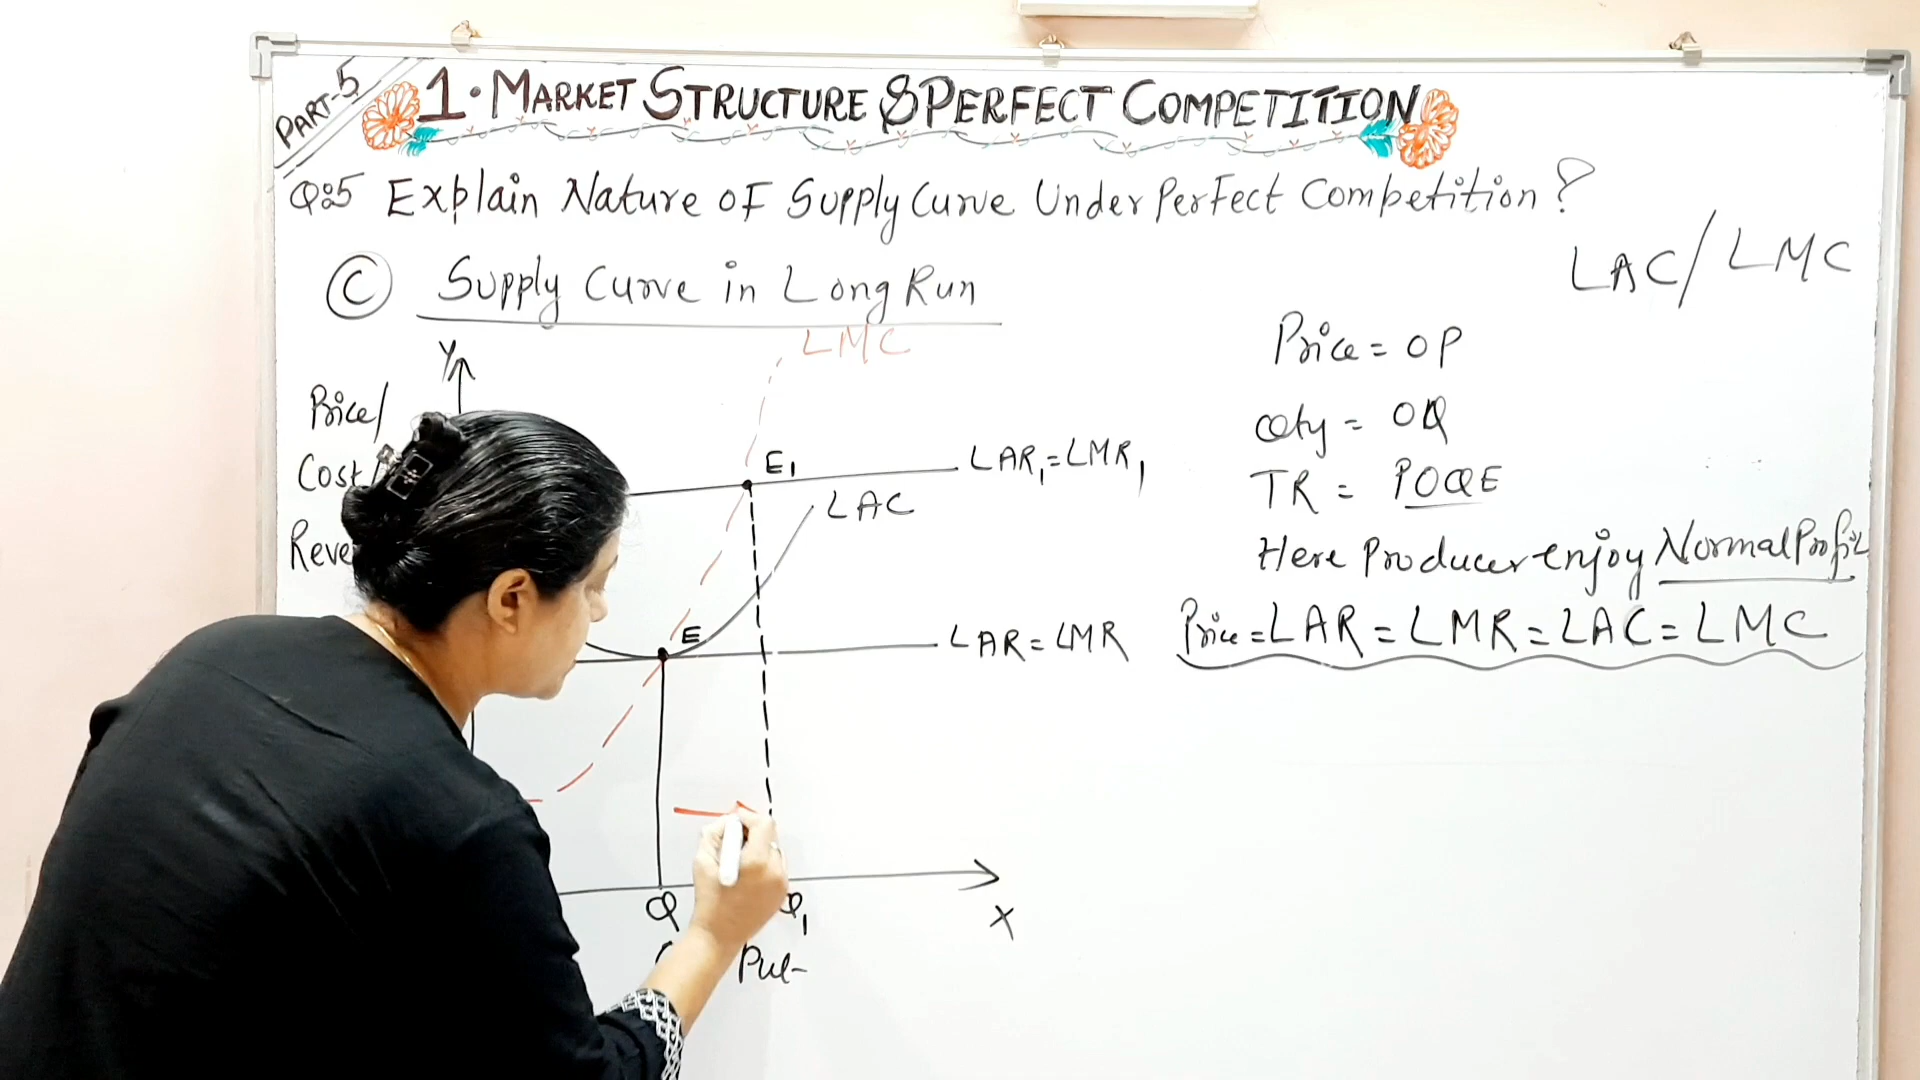 PART-5
1. MARKET STRUCTURE & PERFECT COMPETITION
Q:5 Explain Nature of Supply Curve Under Perfect Competition?
LAC/LMC
C Supply Curve in Long Run
LMC
Y
Price/
Cost/
E1
LAR1=LMR1
LAC
E
LAR=LMR
Q
Q1
X
Price = OP
Qty = OQ
TR = POQE
Here Producer enjoy Normal Profit
Price = LAR = LMR = LAC = LMC